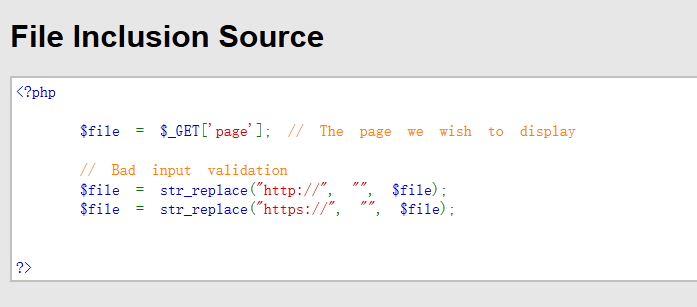 File Inclusion Source
<?php
$file = $_GET['page']; // The page we wish to display
// Bad input validation
$file = str_replace("http://", "", $file);
$file = str_replace("https://", "", $file);
?>